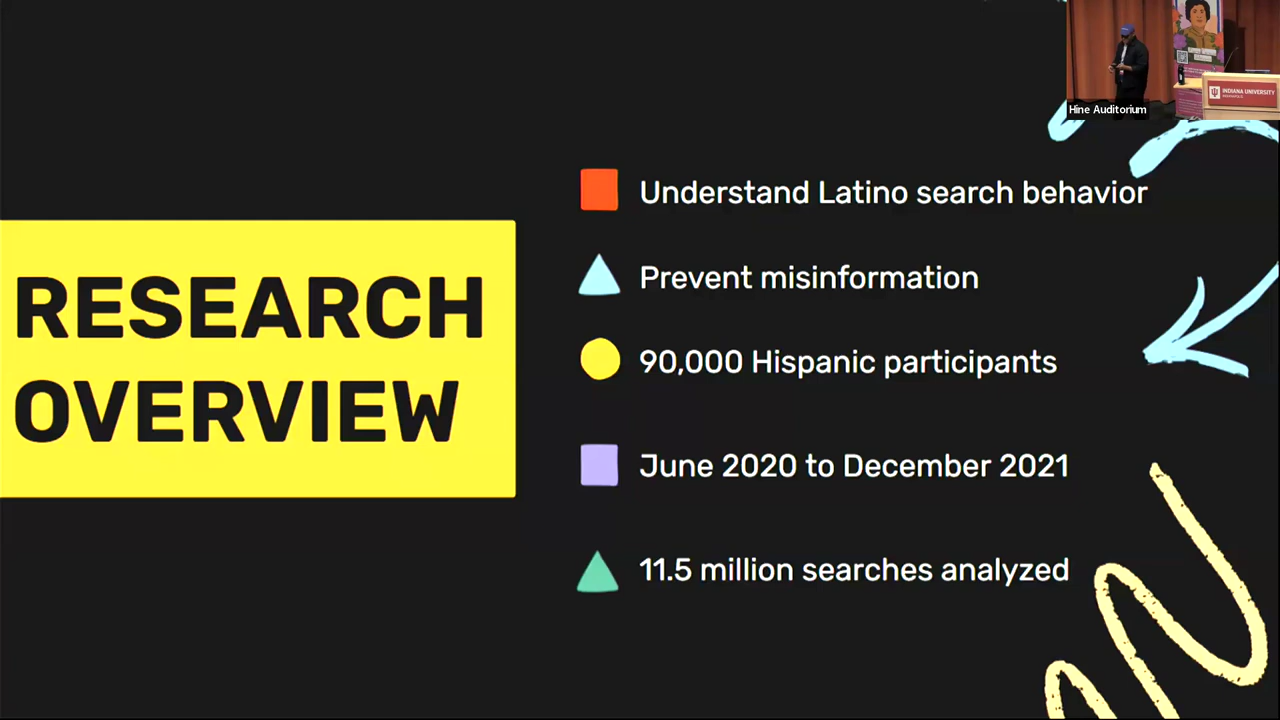 RESEARCH
OVERVIEW
Understand Latino search behavior
Prevent misinformation
90,000 Hispanic participants
June 2020 to December 2021
11.5 million searches analyzed
Hine Auditorium
INDIANA UNIVERSITY